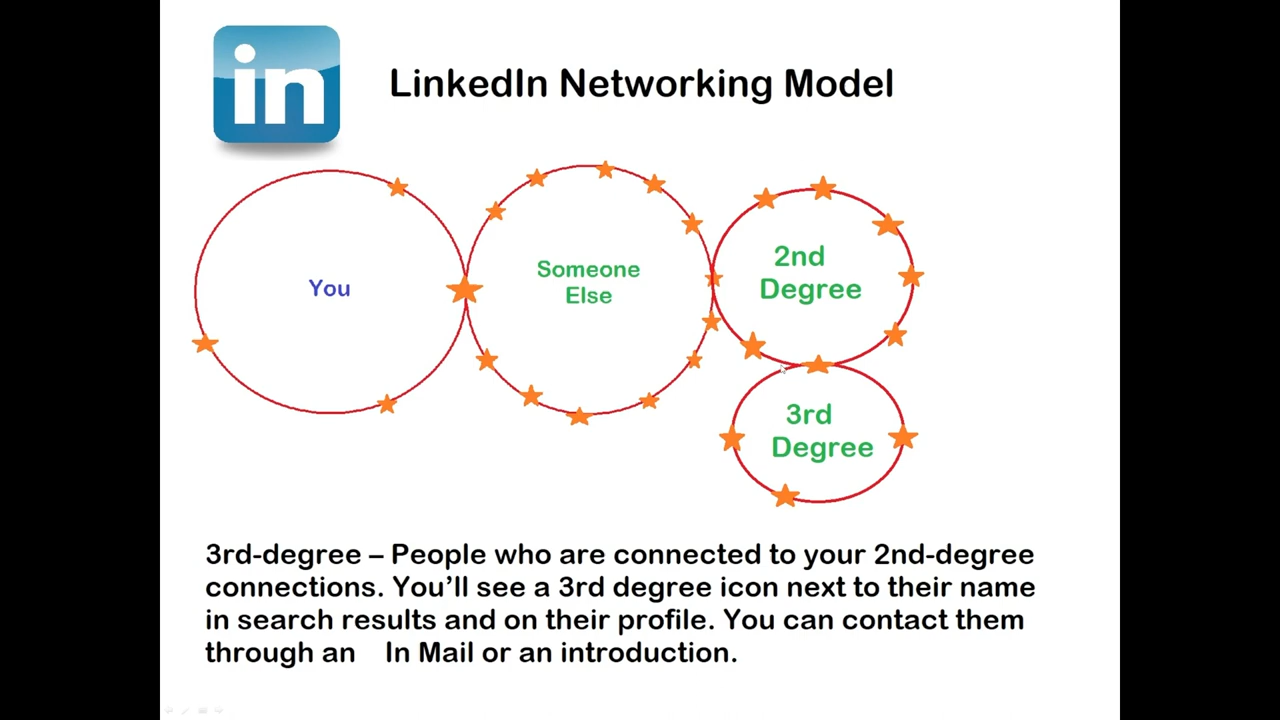 in
LinkedIn Networking Model
You
Someone
Else
2nd
Degree
3rd
Degree
3rd-degree – People who are connected to your 2nd-degree
connections. You’ll see a 3rd degree icon next to their name
in search results and on their profile. You can contact them
through an    In Mail or an introduction.